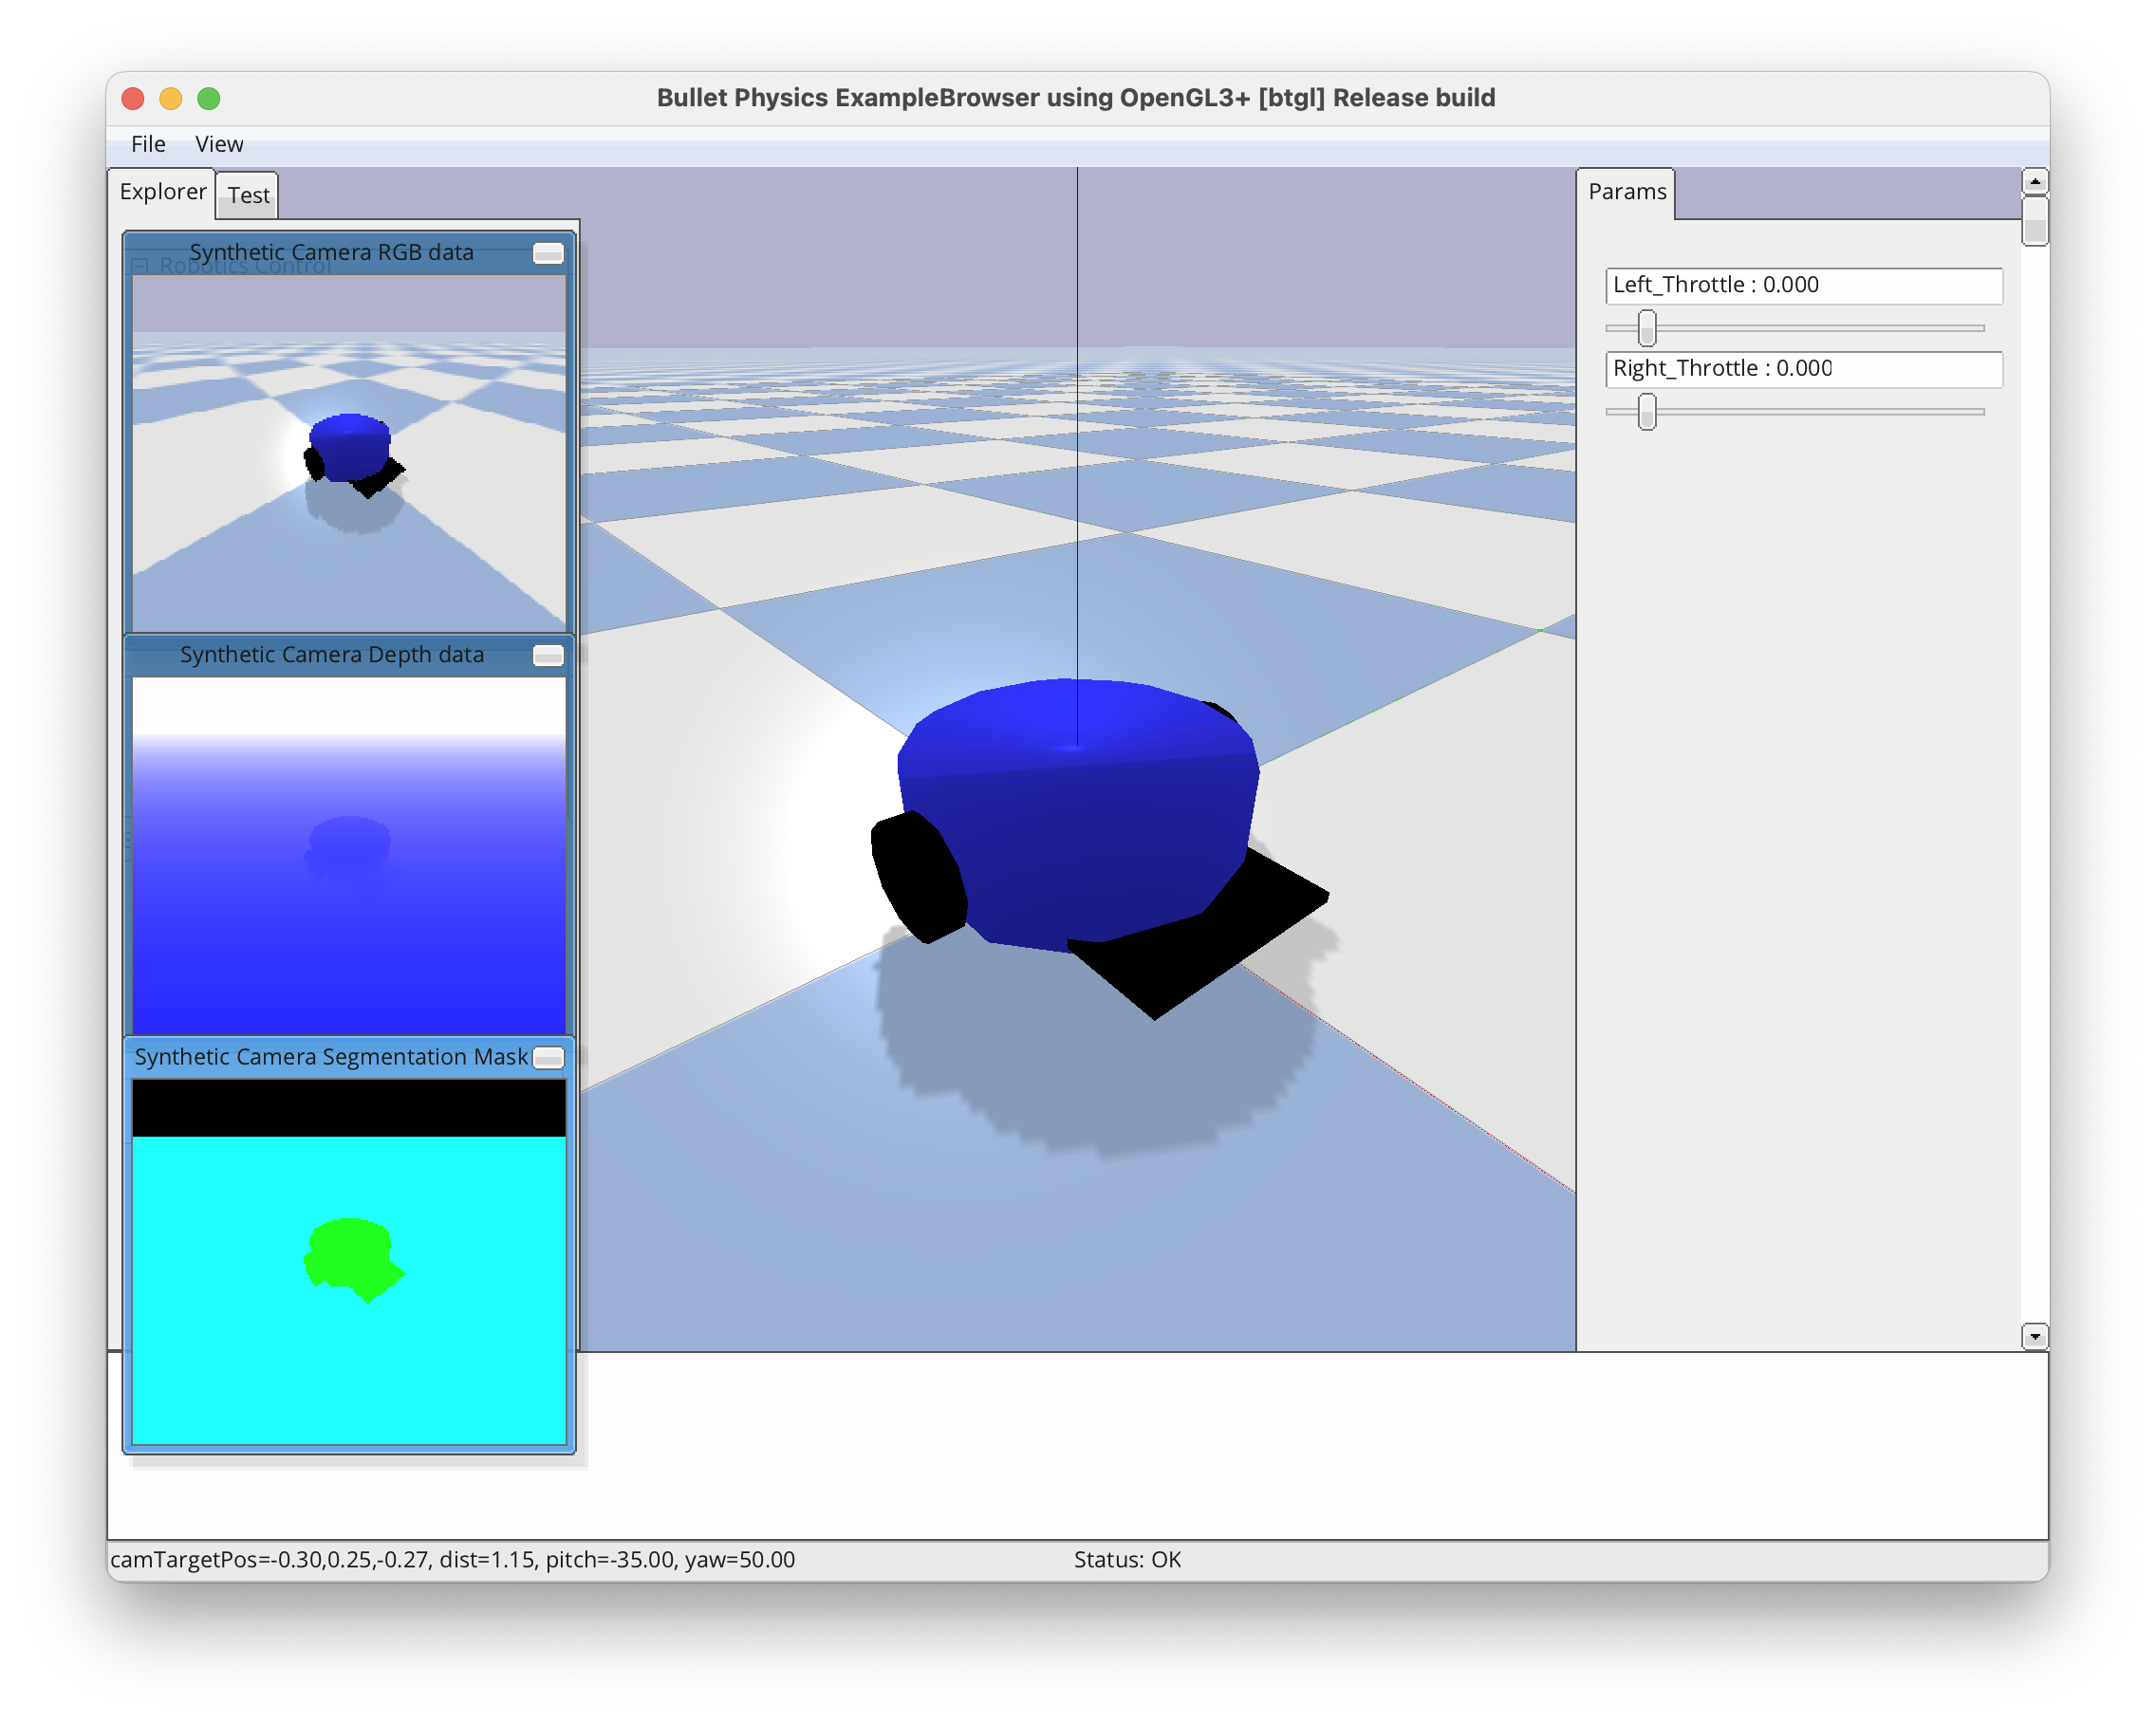 Bullet Physics ExampleBrowser using OpenGL3+ [btgl] Release build
File View
Explorer Test
Params
Synthetic Camera RGB data
Robotics Control
Left_Throttle : 0.000
Right_Throttle : 0.000
Synthetic Camera Depth data
Synthetic Camera Segmentation Mask
camTargetPos=-0.30,0.25,-0.27, dist=1.15, pitch=-35.00, yaw=50.00
Status: OK